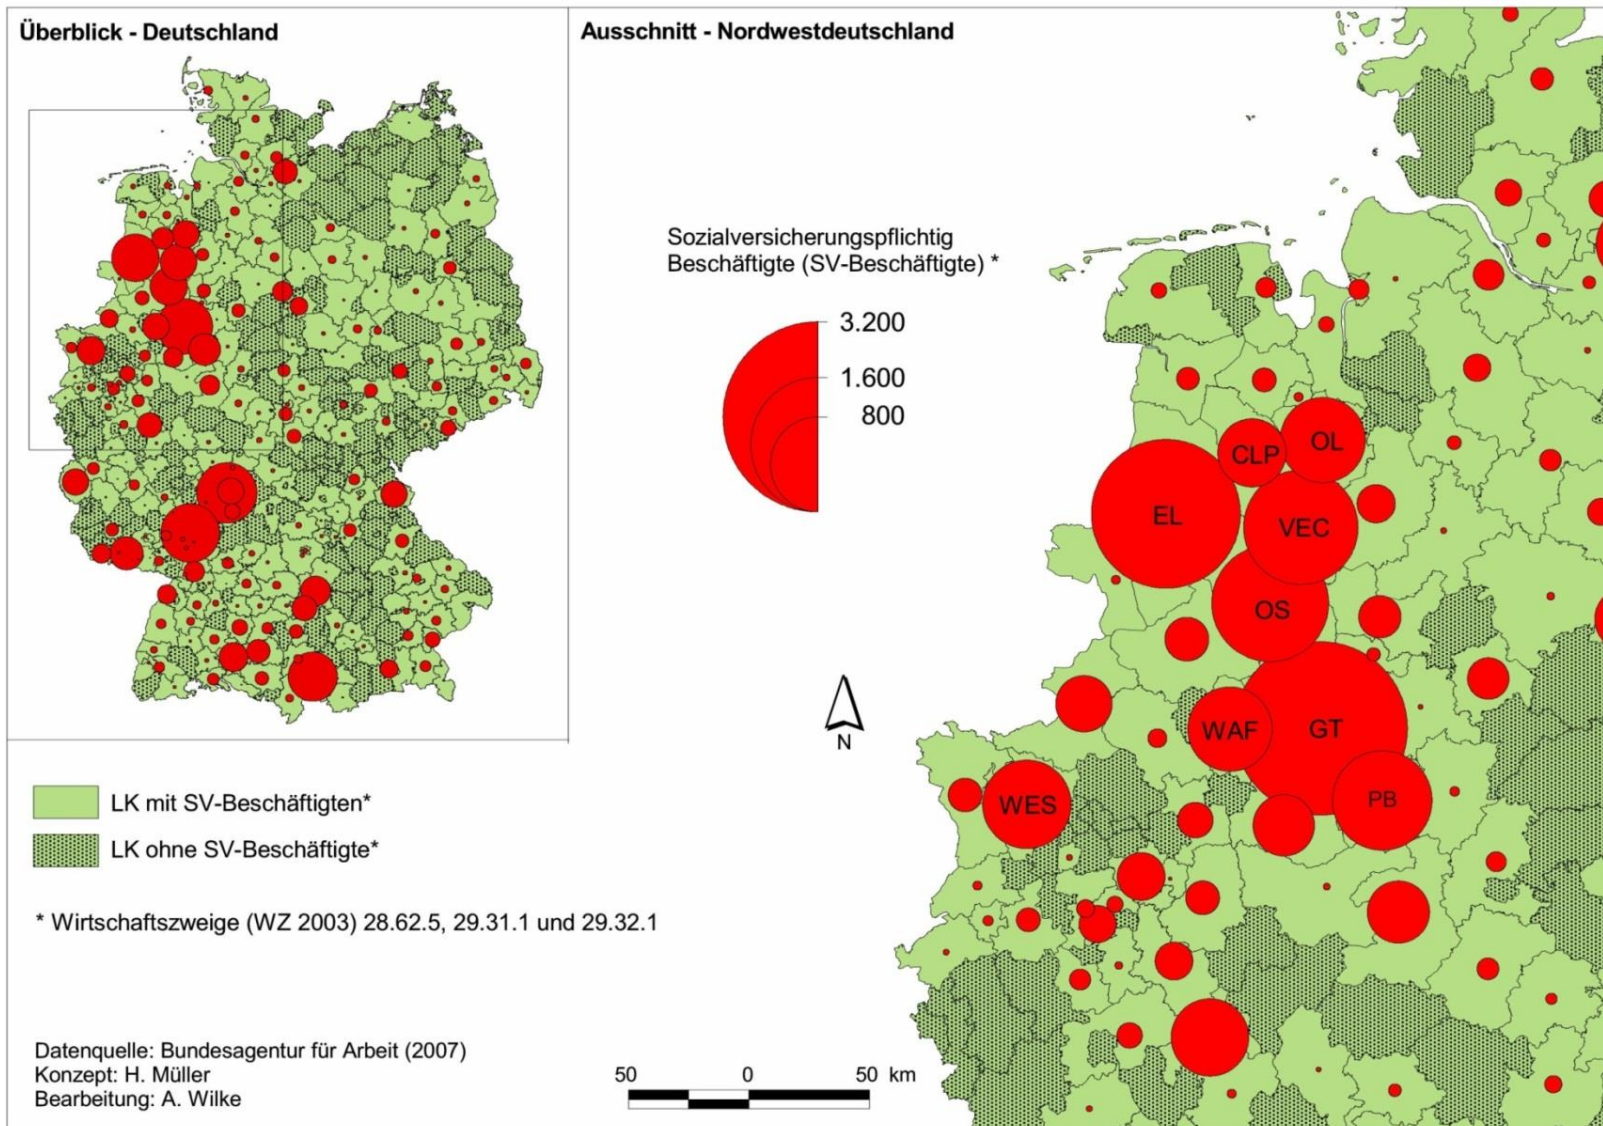 Überblick - Deutschland
Ausschnitt - Nordwestdeutschland
Sozialversicherungspflichtig
Beschäftigte (SV-Beschäftigte) *
3.200
1.600
800
OL
CLP
EL
VEC
OS
WAF
GT
PB
WES
N
LK mit SV-Beschäftigten*
LK ohne SV-Beschäftigte*
* Wirtschaftszweige (WZ 2003) 28.62.5, 29.31.1 und 29.32.1
Datenquelle: Bundesagentur für Arbeit (2007)
Konzept: H. Müller
Bearbeitung: A. Wilke
50 0 50 km